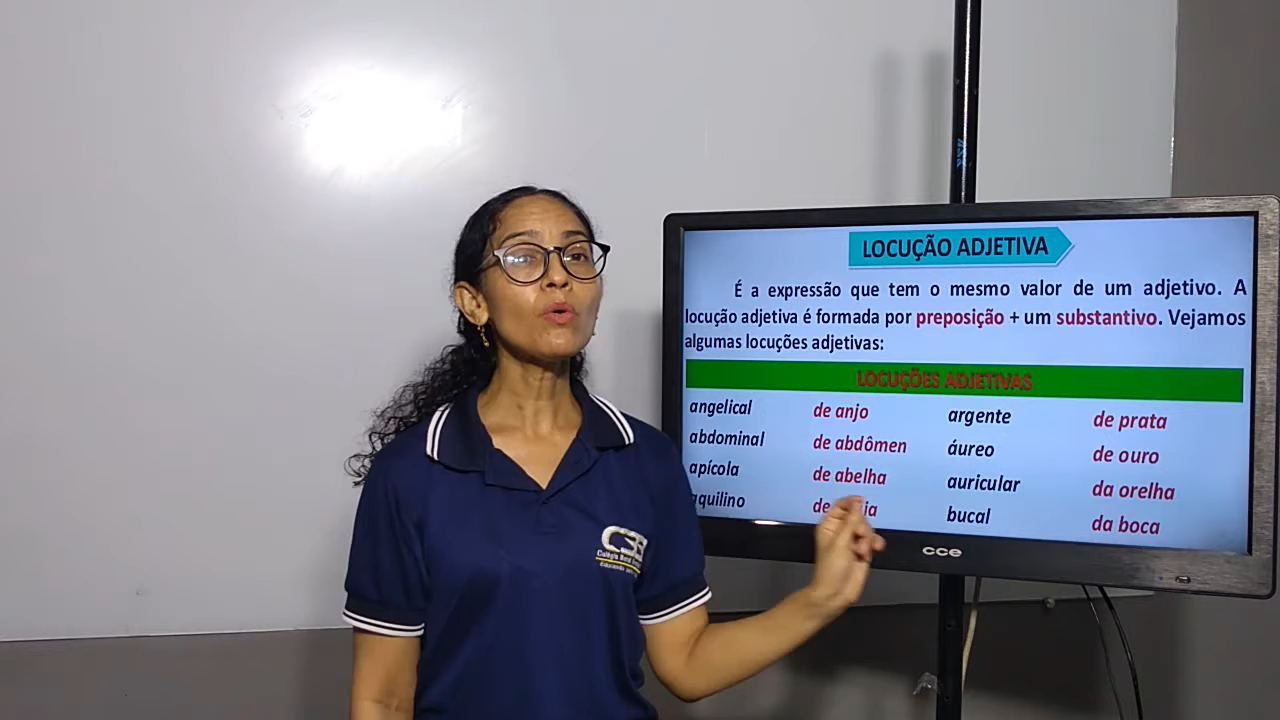 LOCUÇÃO ADJETIVA
É a expressão que tem o mesmo valor de um adjetivo. A
locução adjetiva é formada por preposição + um substantivo. Vejamos
algumas locuções adjetivas:
LOCUÇÕES ADJETIVAS
angelical de anjo argente de prata
abdominal de abdômen áureo de ouro
apícola de abelha auricular da orelha
aquilino bucal da boca
cce